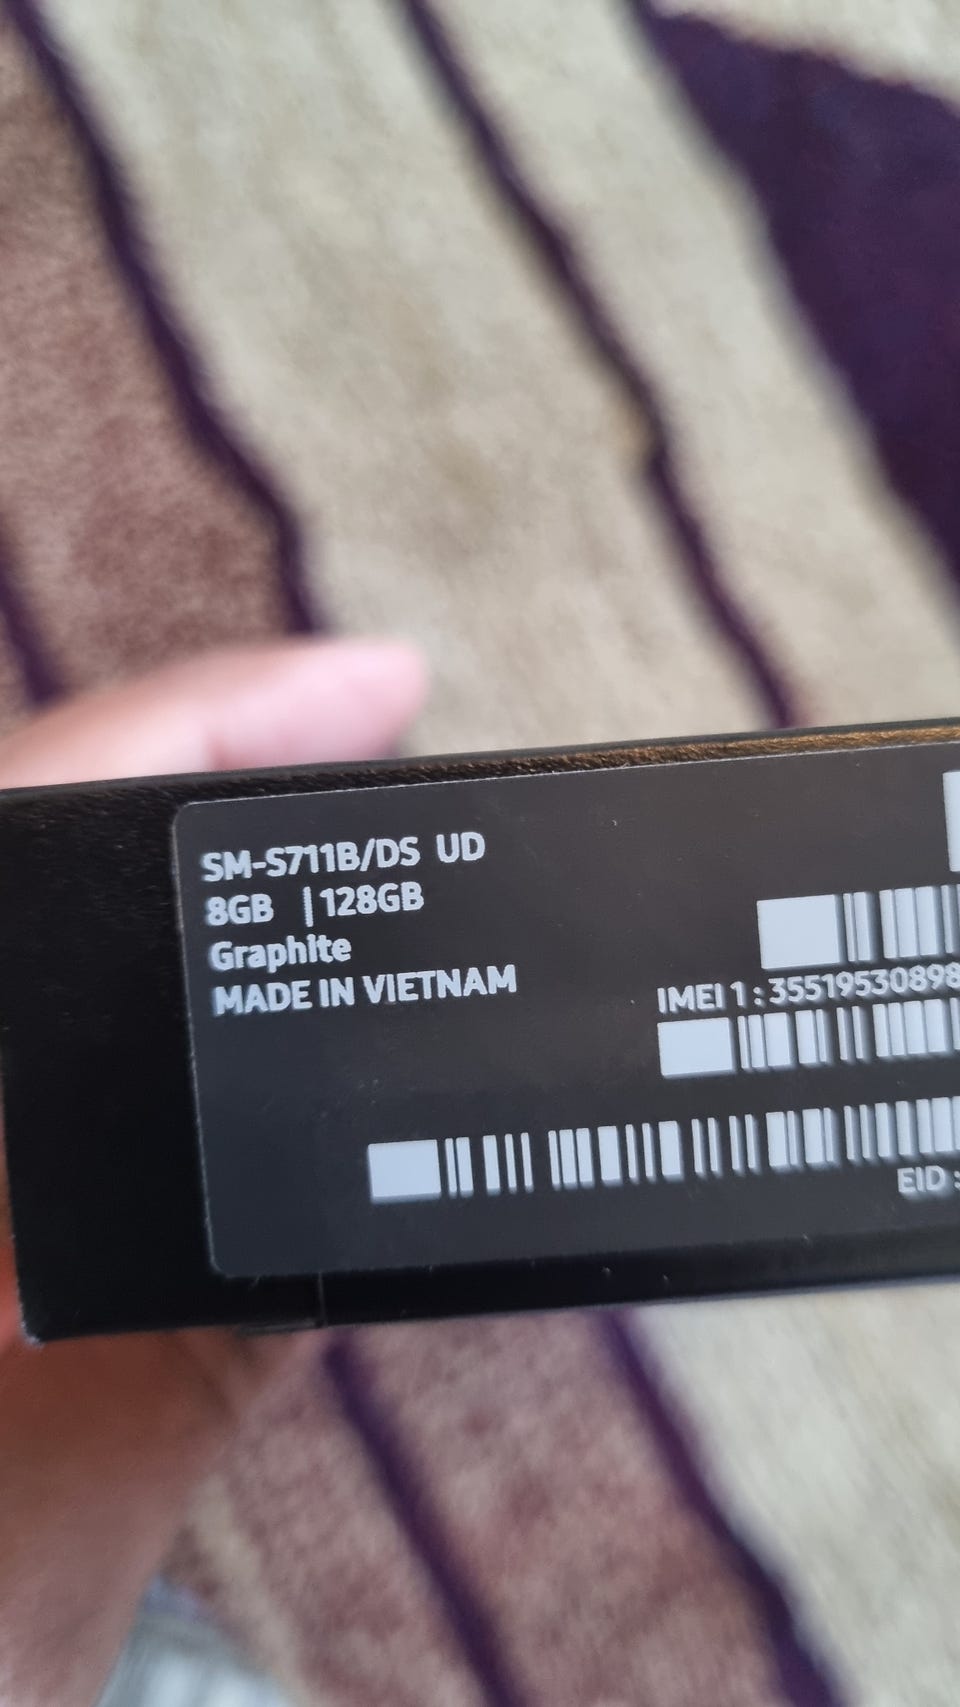 SM-S711B/DS UD
8GB | 128GB
Graphite
MADE IN VIETNAM
IMEI 1 : 35519530898
EID :